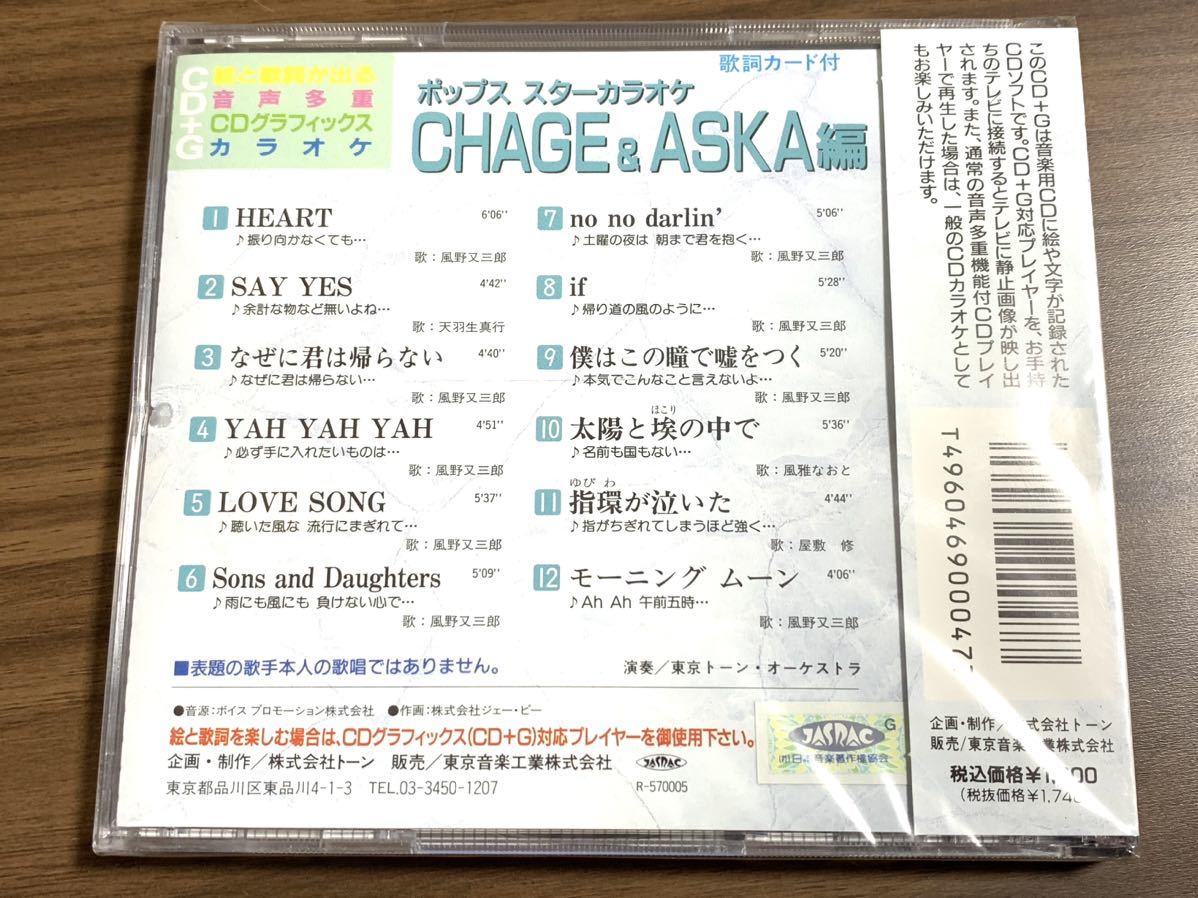 CD+G
絵と歌詞が出る
音声多重
CDグラフィックス
カラオケ
歌詞カード付
ポップス スターカラオケ
CHAGE & ASKA編
1 HEART 6'06''
♪振り向かなくても…
歌：風野又三郎
2 SAY YES 4'42''
♪余計な物など無いよね…
歌：天羽生真行
3 なぜに君は帰らない 4'40''
♪なぜに君は帰らない…
歌：風野又三郎
4 YAH YAH YAH 4'51''
♪必ず手に入れたいものは…
歌：風野又三郎
5 LOVE SONG 5'37''
♪聴いた風な 流行にまぎれて…
歌：風野又三郎
6 Sons and Daughters 5'09''
♪雨にも風にも 負けない心で…
歌：風野又三郎
7 no no darlin' 5'06''
♪土曜の夜は 朝まで君を抱く…
歌：風野又三郎
8 if 5'28''
♪帰り道の風のように…
歌：風野又三郎
9 僕はこの瞳で嘘をつく 5'20''
♪本気でこんなこと言えないよ…
歌：風野又三郎
ほこり
10 太陽と埃の中で 5'36''
♪名前も国もない…
歌：風雅なおと
ゆびわ
11 指環が泣いた 4'44''
♪指がちぎれてしまうほど強く…
歌：屋敷 修
12 モーニング ムーン 4'06''
♪Ah Ah 午前五時…
歌：風野又三郎
■表題の歌手本人の歌唱ではありません。
演奏／東京トーン・オーケストラ
●音源：ボイス プロモーション株式会社 ●作画：株式会社ジェー・ピー
絵と歌詞を楽しむ場合は、CDグラフィックス(CD+G)対応プレイヤーを御使用下さい。
企画・制作／株式会社トーン 販売／東京音楽工業株式会社
JASRAC
東京都品川区東品川4-1-3 TEL.03-3450-1207
R-570005
G
JASRAC
音楽著作権協会
このCD+Gは音楽用CDに絵や文字が記録された
CDソフトです。CD+G対応プレイヤーを、お手持
ちのテレビに接続するとテレビに静止画像が映し出
されます。また、通常の音声多重機能付CDプレイ
ヤーで再生した場合は、一般のCDカラオケとして
もお楽しみいただけます。
T496046900047
企画・制作／株式会社トーン
販売/東京音楽工業株式会社
税込価格
(税抜価格